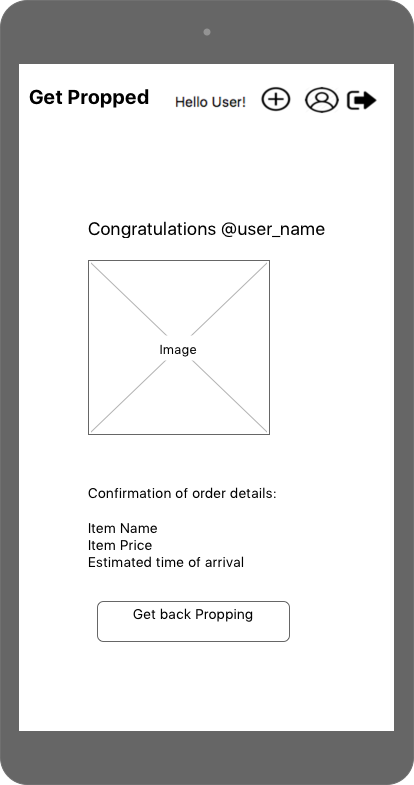 Get Propped
Hello User!
Congratulations @user_name
Image
Confirmation of order details:
Item Name
Item Price
Estimated time of arrival
Get back Propping